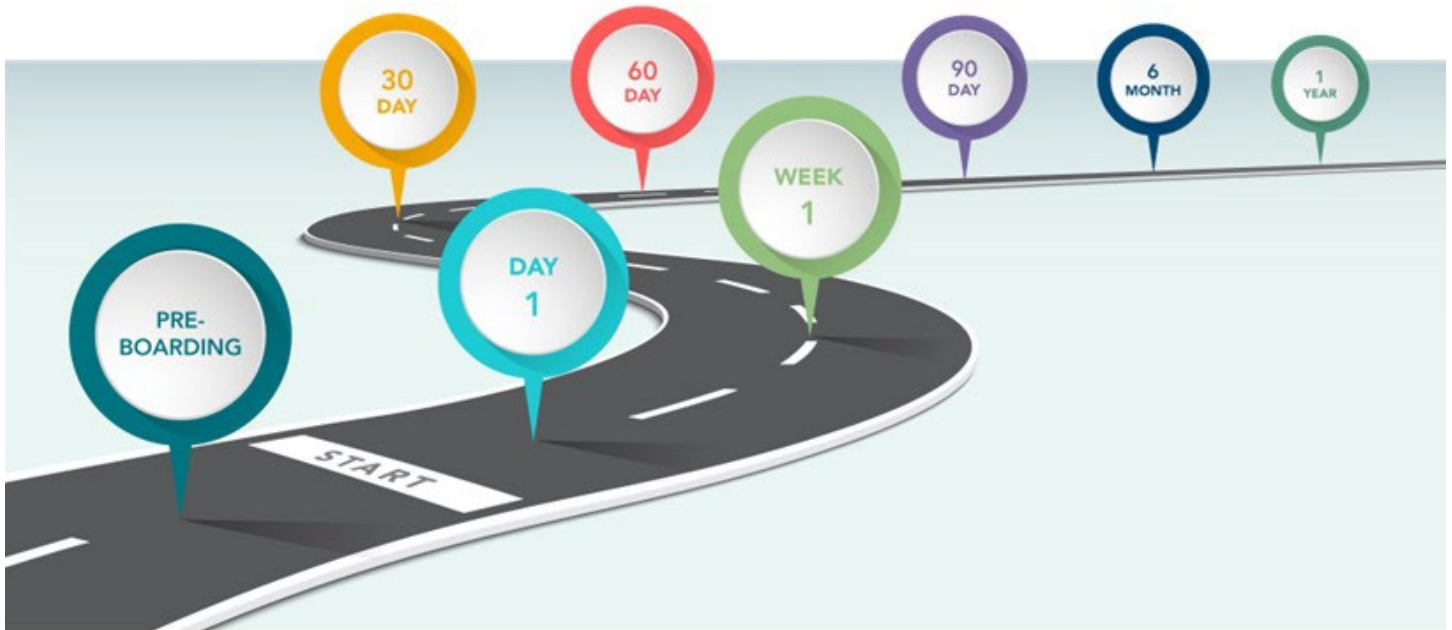 PRE-
BOARDING
START
DAY
1
WEEK
1
30
DAY
60
DAY
90
DAY
6
MONTH
1
YEAR